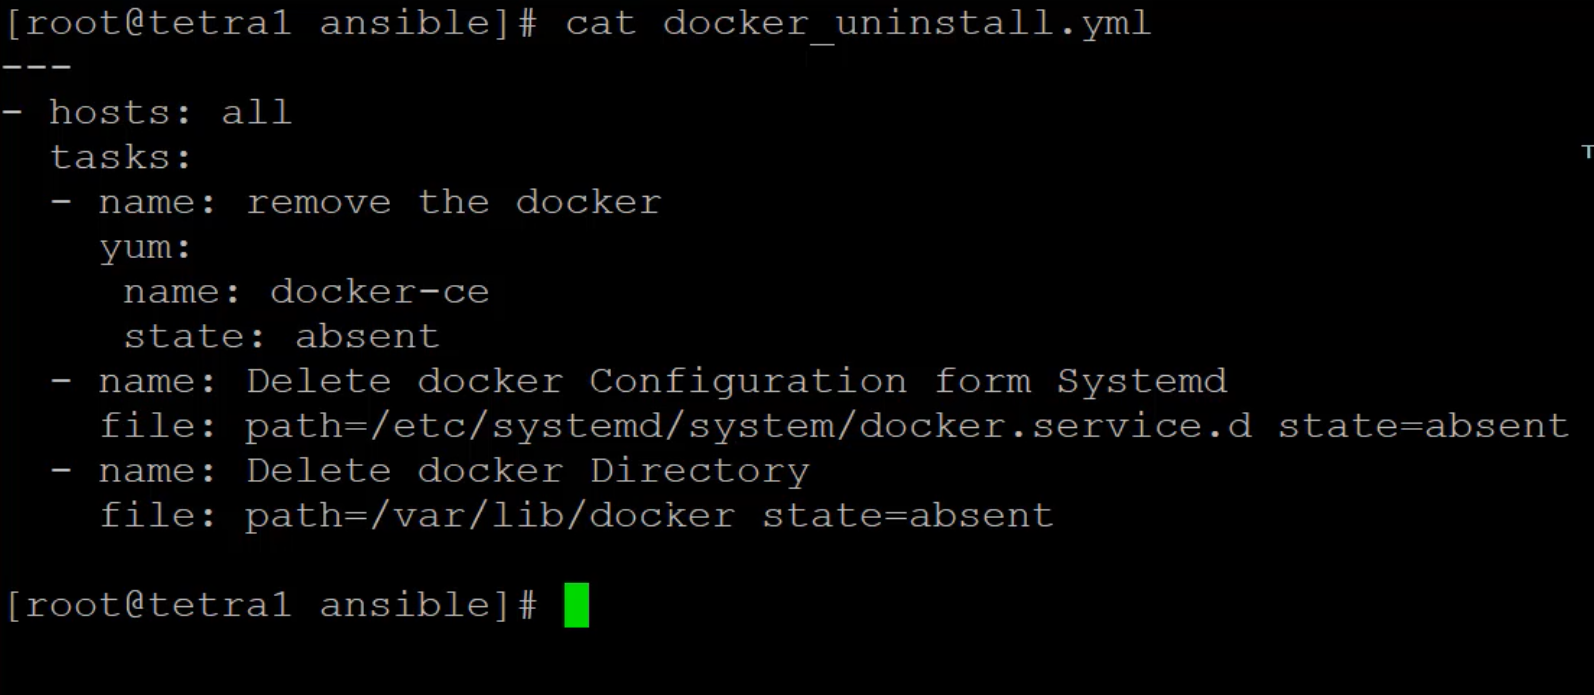 [root@tetra1 ansible]# cat docker_uninstall.yml
---
- hosts: all
  tasks:
  - name: remove the docker
    yum:
     name: docker-ce
     state: absent
  - name: Delete docker Configuration form Systemd
    file: path=/etc/systemd/system/docker.service.d state=absent
  - name: Delete docker Directory
    file: path=/var/lib/docker state=absent

[root@tetra1 ansible]#